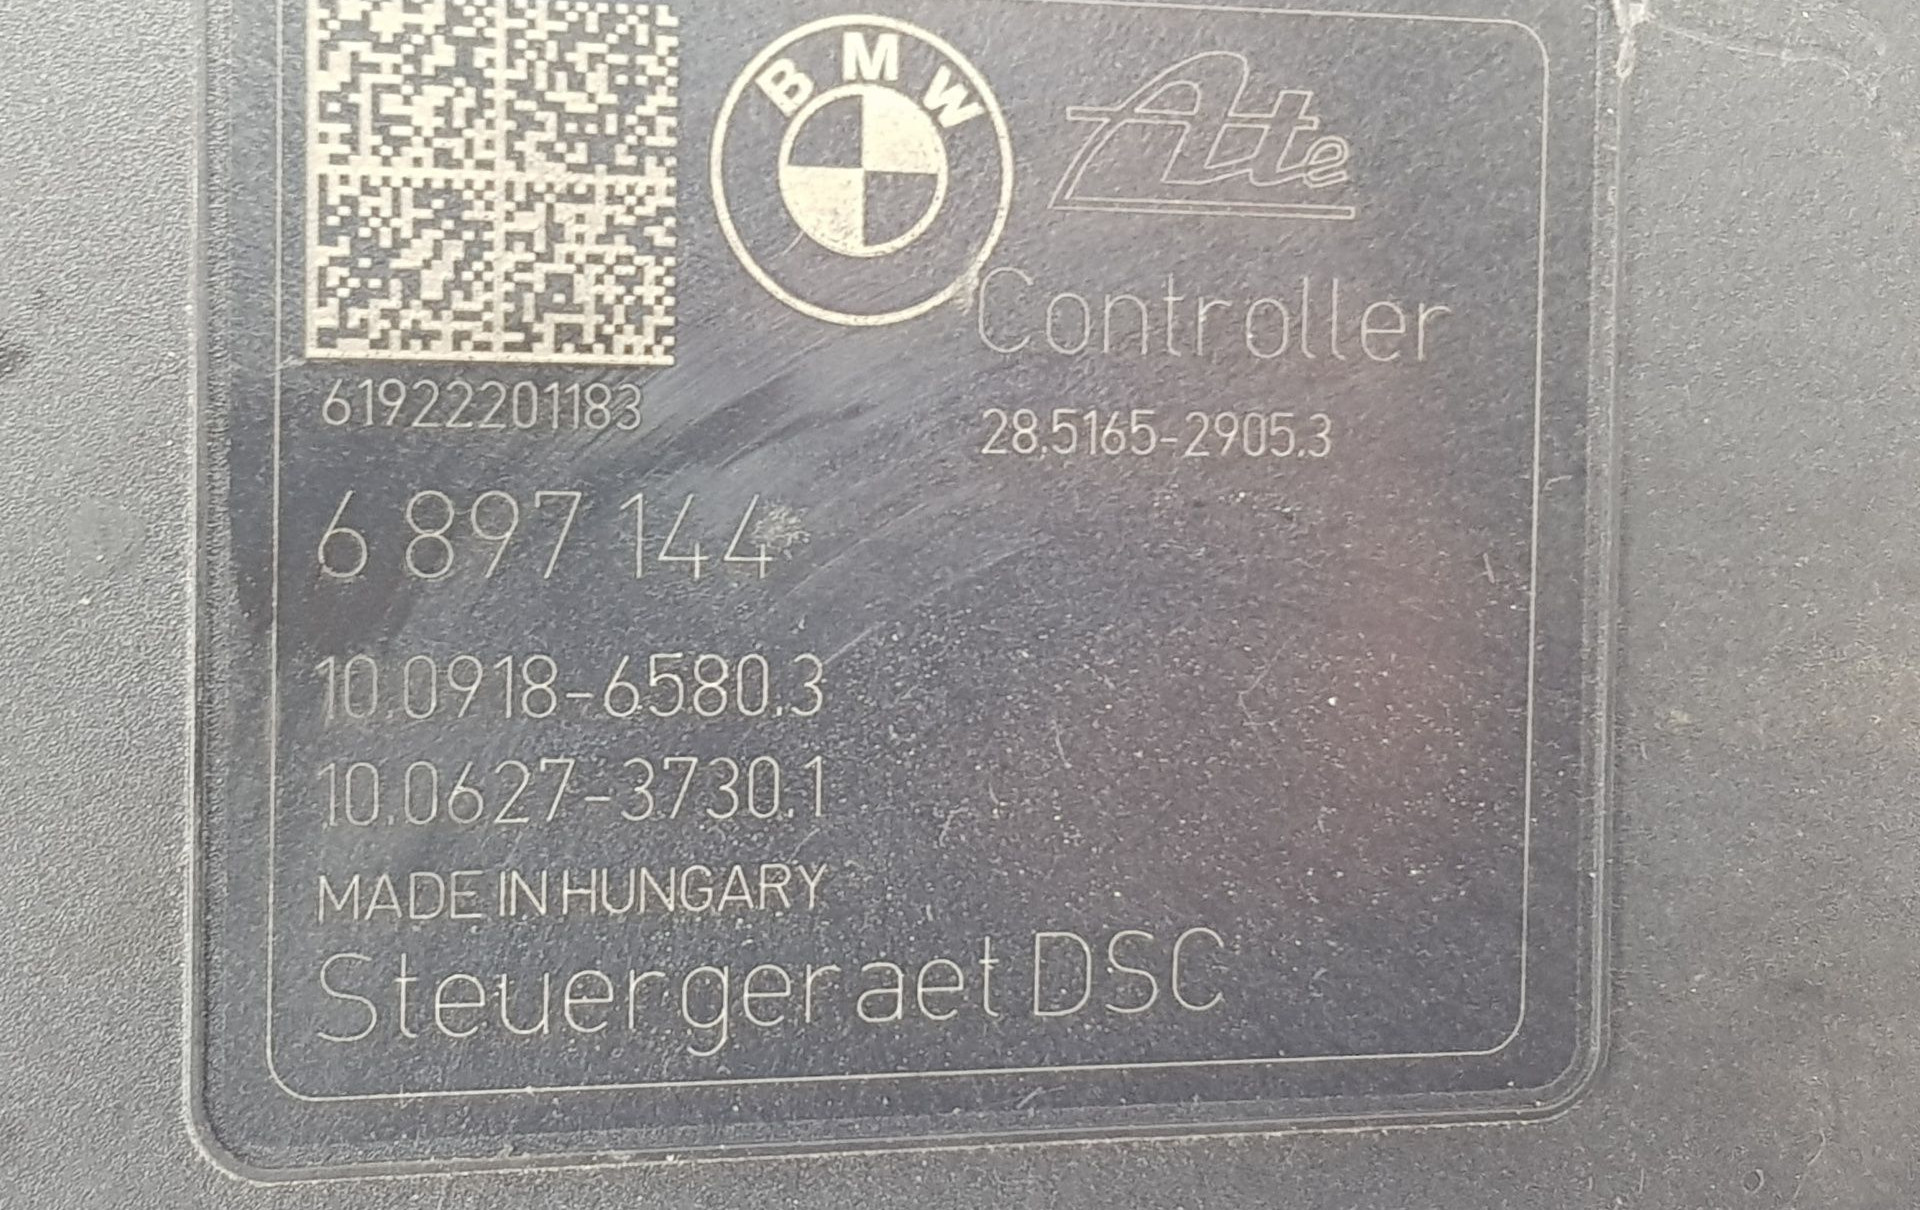 BMW
Ate
Controller
61922201183
28.5165-2905.3
6 897 144
10.0918-6580.3
10.0627-3730.1
MADE IN HUNGARY
Steuergeraet DSC